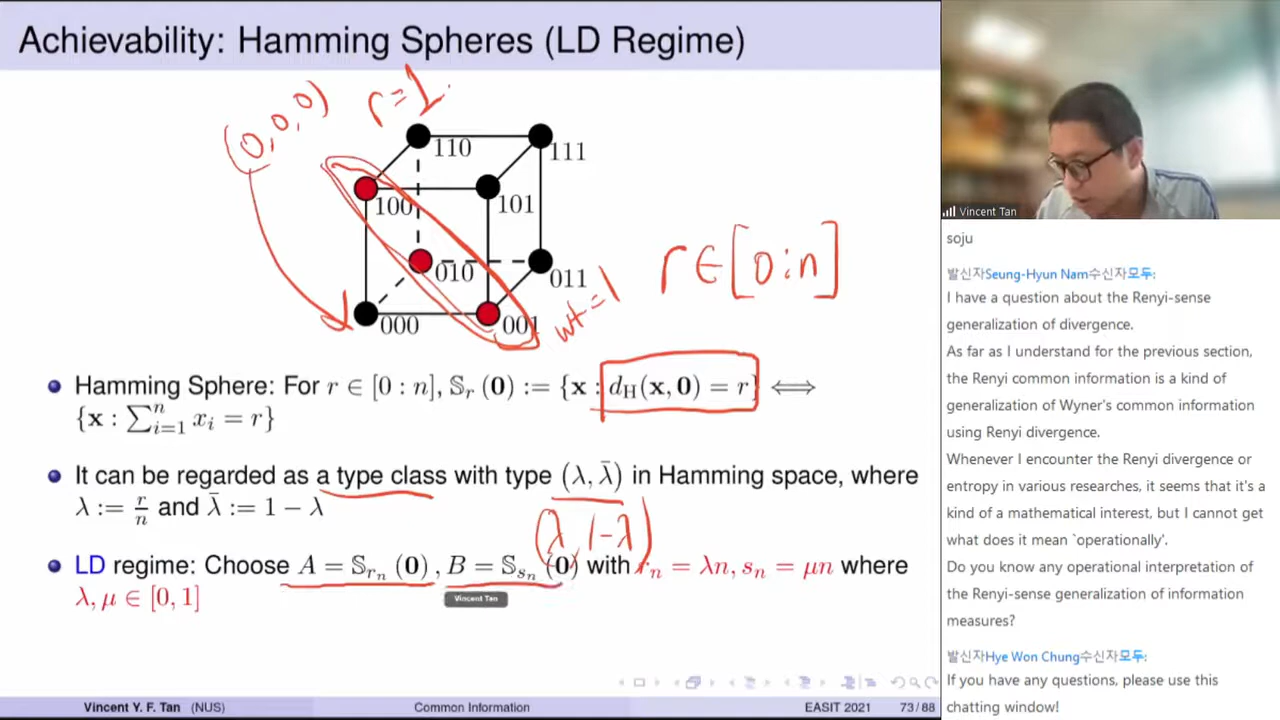 Achievability: Hamming Spheres (LD Regime)
(0,0,0)
r=1.
110
111
100
101
010
011
000
001
wt=1
r∈[0:n]
Hamming Sphere: For r ∈ [0 : n], 𝕊ᵣ (𝟎) := {𝐱 : d_H(𝐱, 𝟎) = r} ⟺
{𝐱 : ∑ⁿᵢ₌₁ xᵢ = r}
It can be regarded as a type class with type (λ, λ̄) in Hamming space, where
λ := r/n and λ̄ := 1 − λ
(λ 1-λ)
LD regime: Choose A = 𝕊_{rₙ} (𝟎) , B = 𝕊_{sₙ} (𝟎) with rₙ = λn, sₙ = μn where
λ, μ ∈ [0, 1]
Vincent Tan
Vincent Y. F. Tan (NUS)
Common Information
EASIT 2021
73 / 88
Vincent Tan
soju
발신자Seung-Hyun Nam수신자모두:
I have a question about the Renyi-sense
generalization of divergence.
As far as I understand for the previous section,
the Renyi common information is a kind of
generalization of Wyner's common information
using Renyi divergence.
Whenever I encounter the Renyi divergence or
entropy in various researches, it seems that it's a
kind of a mathematical interest, but I cannot get
what does it mean `operationally'.
Do you know any operational interpretation of
the Renyi-sense generalization of information
measures?
발신자Hye Won Chung수신자모두:
If you have any questions, please use this
chatting window!